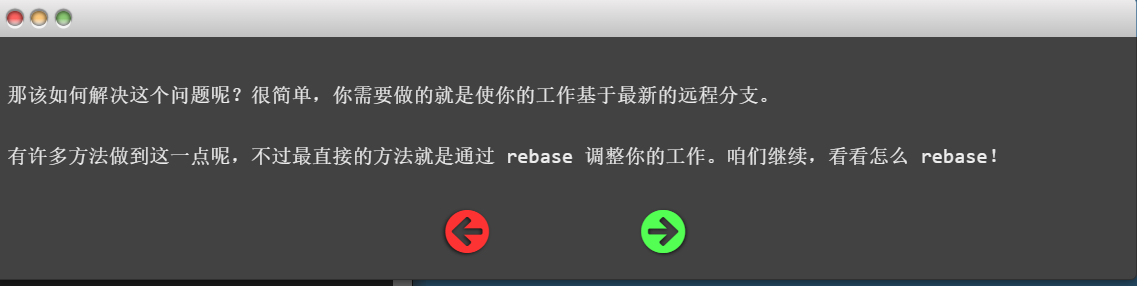 那该如何解决这个问题呢？很简单，你需要做的就是使你的工作基于最新的远程分支。
有许多方法做到这一点呢，不过最直接的方法就是通过 rebase 调整你的工作。咱们继续，看看怎么 rebase！